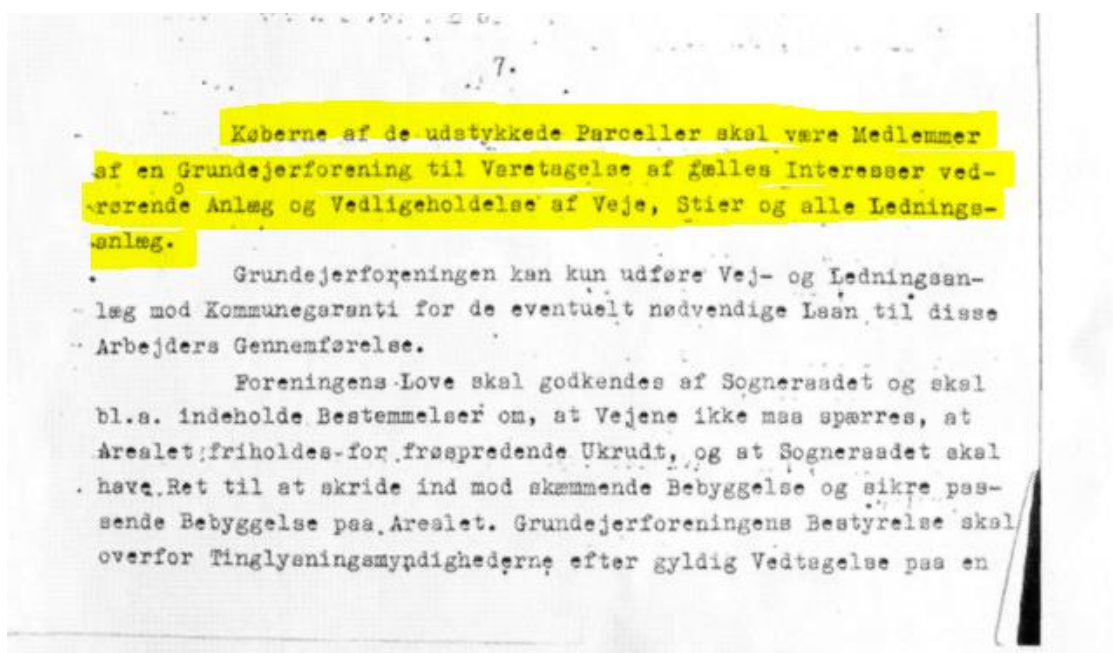 7.
Køberne af de udstykkede Parceller skal være Medlemmer
af en Grundejerforening til Varetagelse af fælles Interesser ved-
rørende Anlæg og Vedligeholdelse af Veje, Stier og alle Lednings-
anlæg.
Grundejerforeningen kan kun udføre Vej- og Ledningsan-
læg mod Kommunegaranti for de eventuelt nødvendige Laan til disse
Arbejders Gennemførelse.
Foreningens Love skal godkendes af Sogneraadet og skal
bl.a. indeholde Bestemmelser om, at Vejene ikke maa spærres, at
Arealet friholdes for frøspredende Ukrudt, og at Sogneraadet skal
have Ret til at skride ind mod skæmmende Bebyggelse og sikre pas-
sende Bebyggelse paa Arealet. Grundejerforeningens Bestyrelse skal
overfor Tinglysningsmyndighederne efter gyldig Vedtagelse paa en